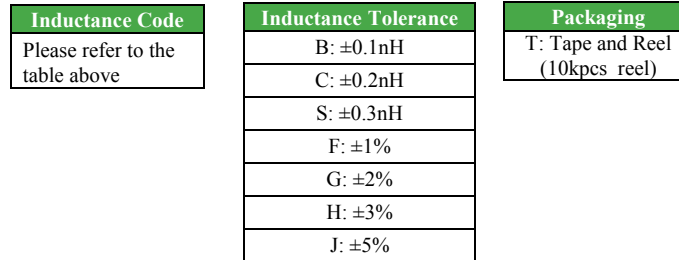 Inductance Code
Please refer to the
table above
Inductance Tolerance
B: ±0.1nH
C: ±0.2nH
S: ±0.3nH
F: ±1%
G: ±2%
H: ±3%
J: ±5%
Packaging
T: Tape and Reel
(10kpcs reel)